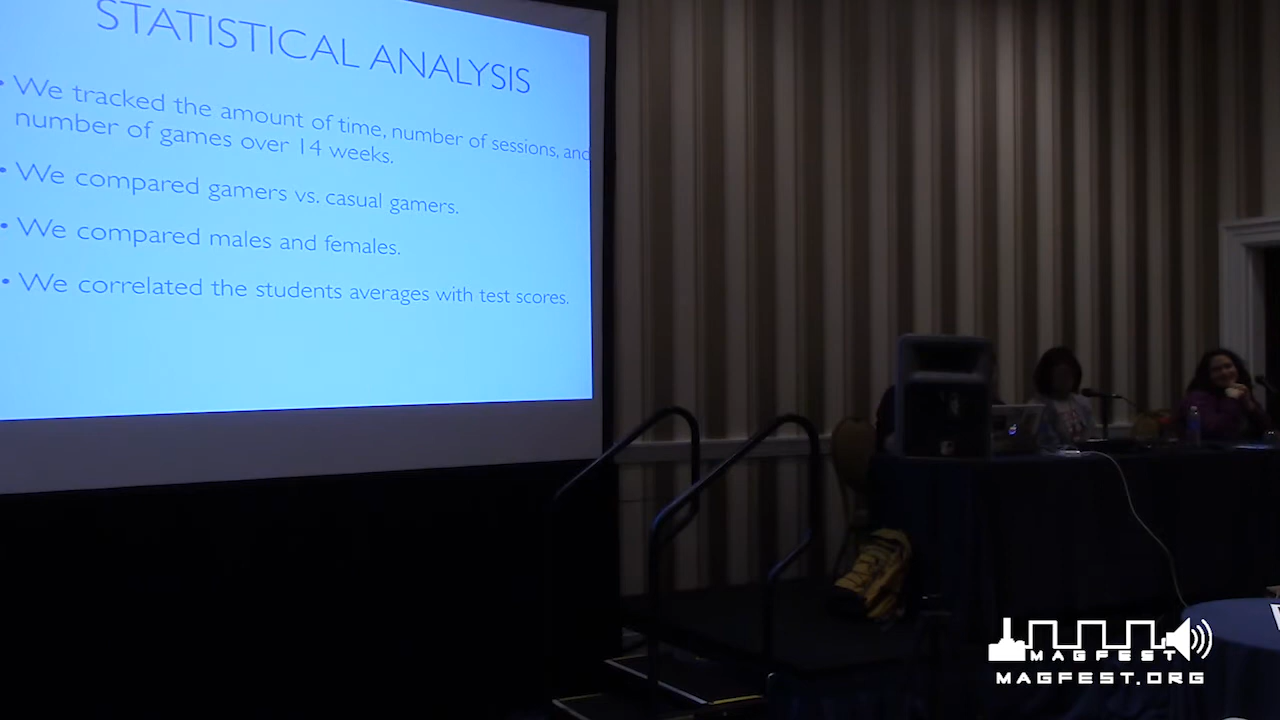 STATISTICAL ANALYSIS
• We tracked the amount of time, number of sessions, and
number of games over 14 weeks.
• We compared gamers vs. casual gamers.
• We compared males and females.
• We correlated the students averages with test scores.
MAGFEST
MAGFEST.ORG